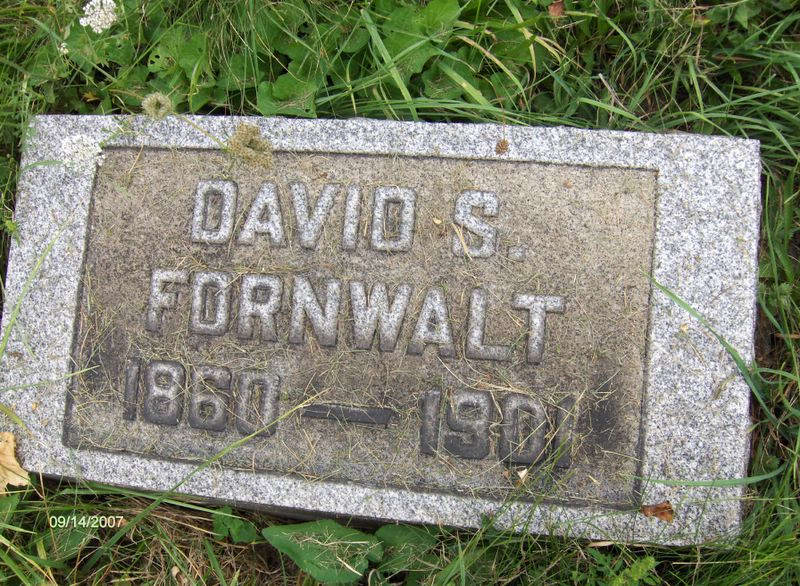 DAVID S.
FORNWALT
1860 — 1901
09/14/2007